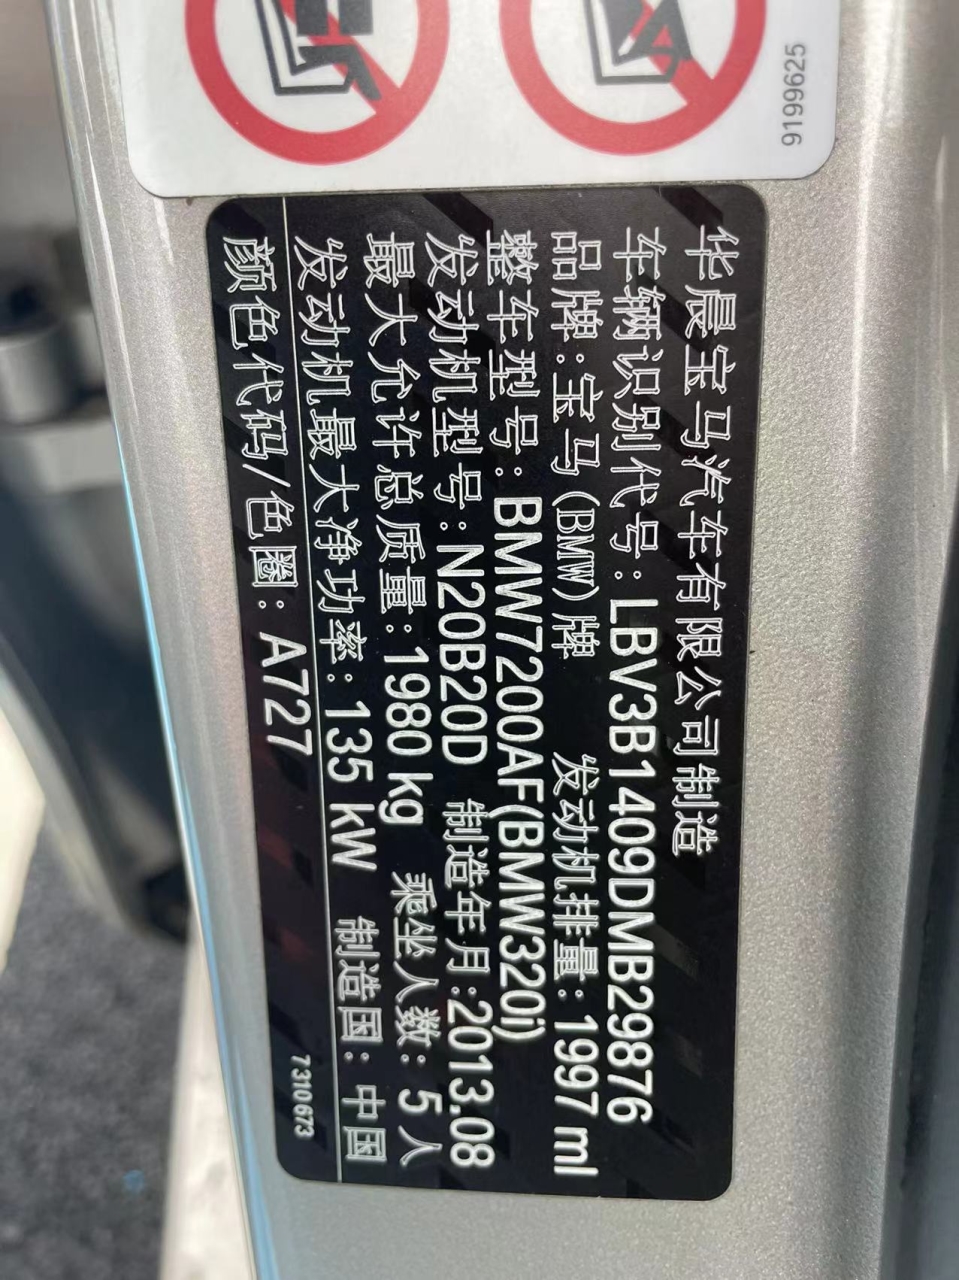 9199625
华晨宝马汽车有限公司制造
车辆识别代号：LBV3B1409DMB29876
品牌：宝马(BMW)牌 发动机排量：1997 ml
整车型号：BMW7200AF(BMW320i)
发动机型号：N20B20D 制造年月：2013.08
最大允许总质量：1980 kg 乘坐人数：5 人
发动机最大净功率：135 kW 制造国：中国
颜色代码/色圈：A727 7310673